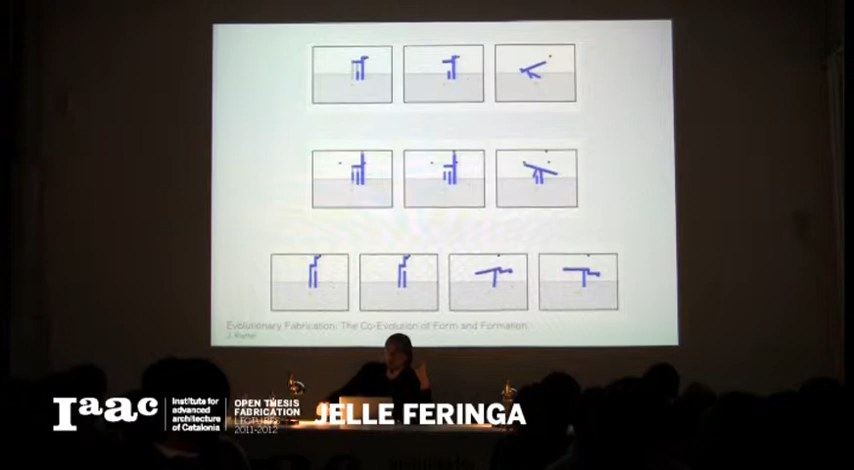 Evolutionary Fabrication: The Co-Evolution of Form and Formation
Iaac
Institute for
advanced
architecture
of Catalonia
OPEN THESIS
FABRICATION
LECTURES
2011-2012
JELLE FERINGA